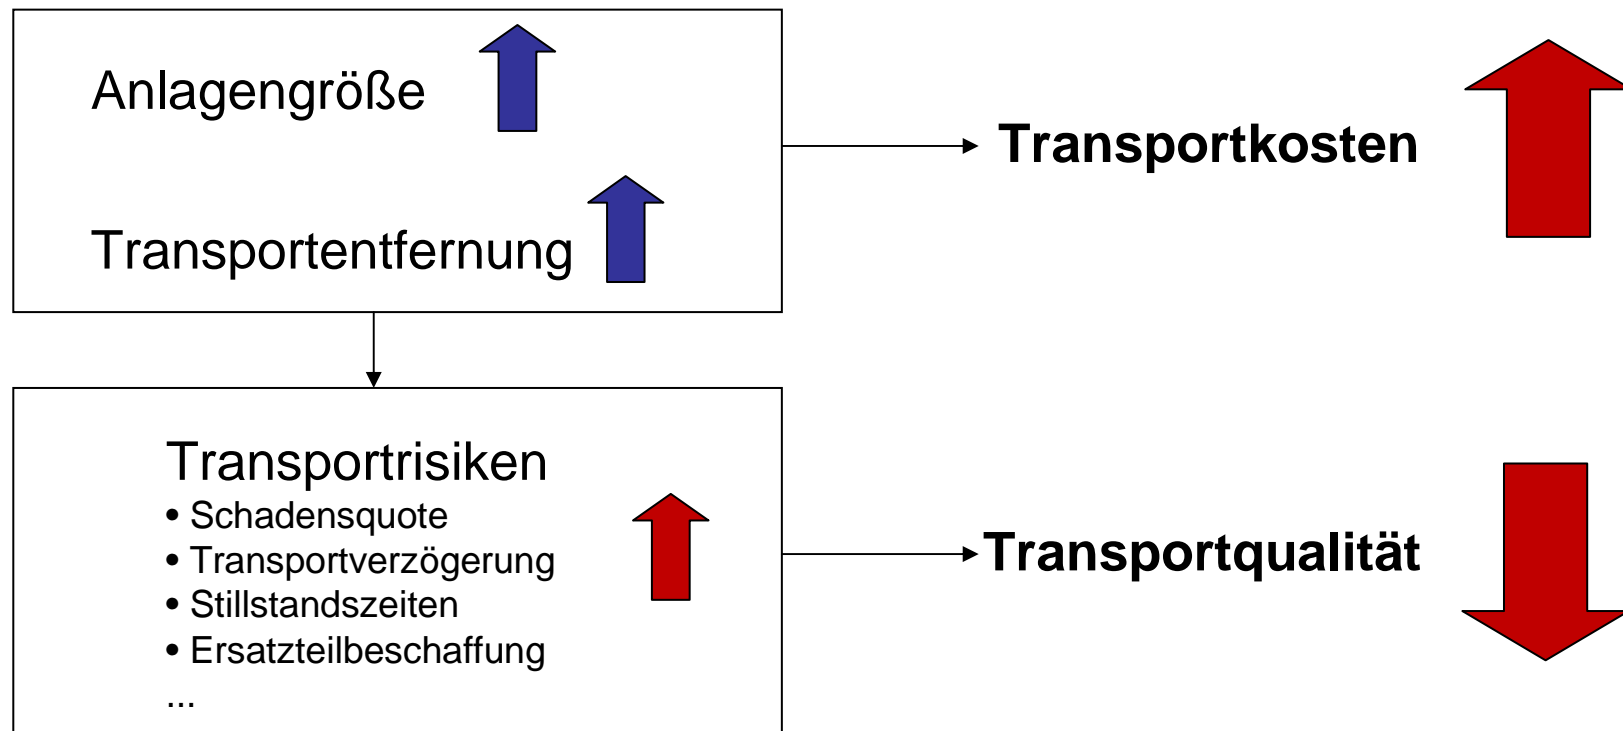 Anlagengröße
Transportentfernung
Transportkosten
Transportrisiken
• Schadensquote
• Transportverzögerung
• Stillstandszeiten
• Ersatzteilbeschaffung
...
Transportqualität